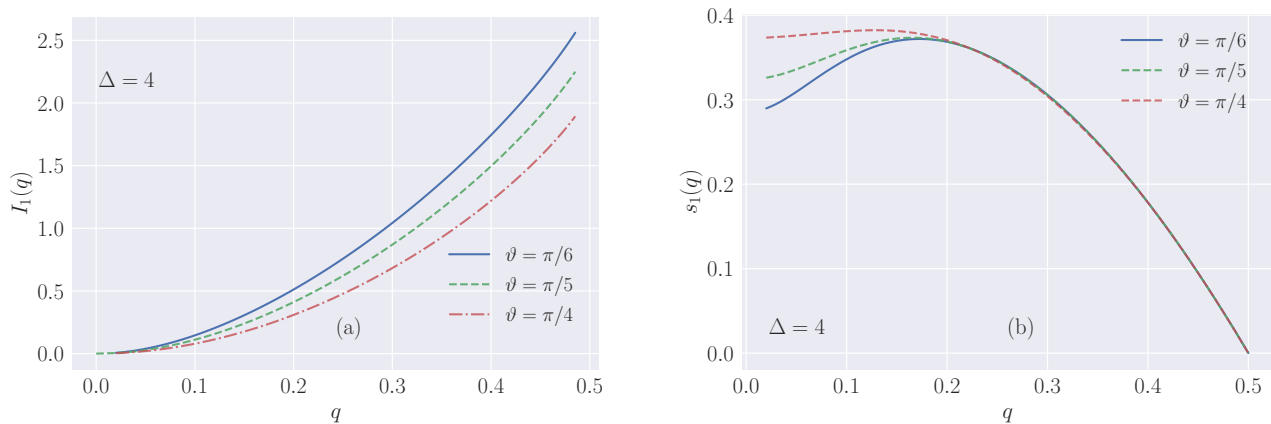 2.5
2.0
1.5
1.0
0.5
0.0
I₁(q)
Δ = 4
ϑ = π/6
ϑ = π/5
ϑ = π/4
(a)
0.0 0.1 0.2 0.3 0.4 0.5
q
0.4
0.3
0.2
0.1
0.0
s₁(q)
ϑ = π/6
ϑ = π/5
ϑ = π/4
Δ = 4
(b)
0.0 0.1 0.2 0.3 0.4 0.5
q